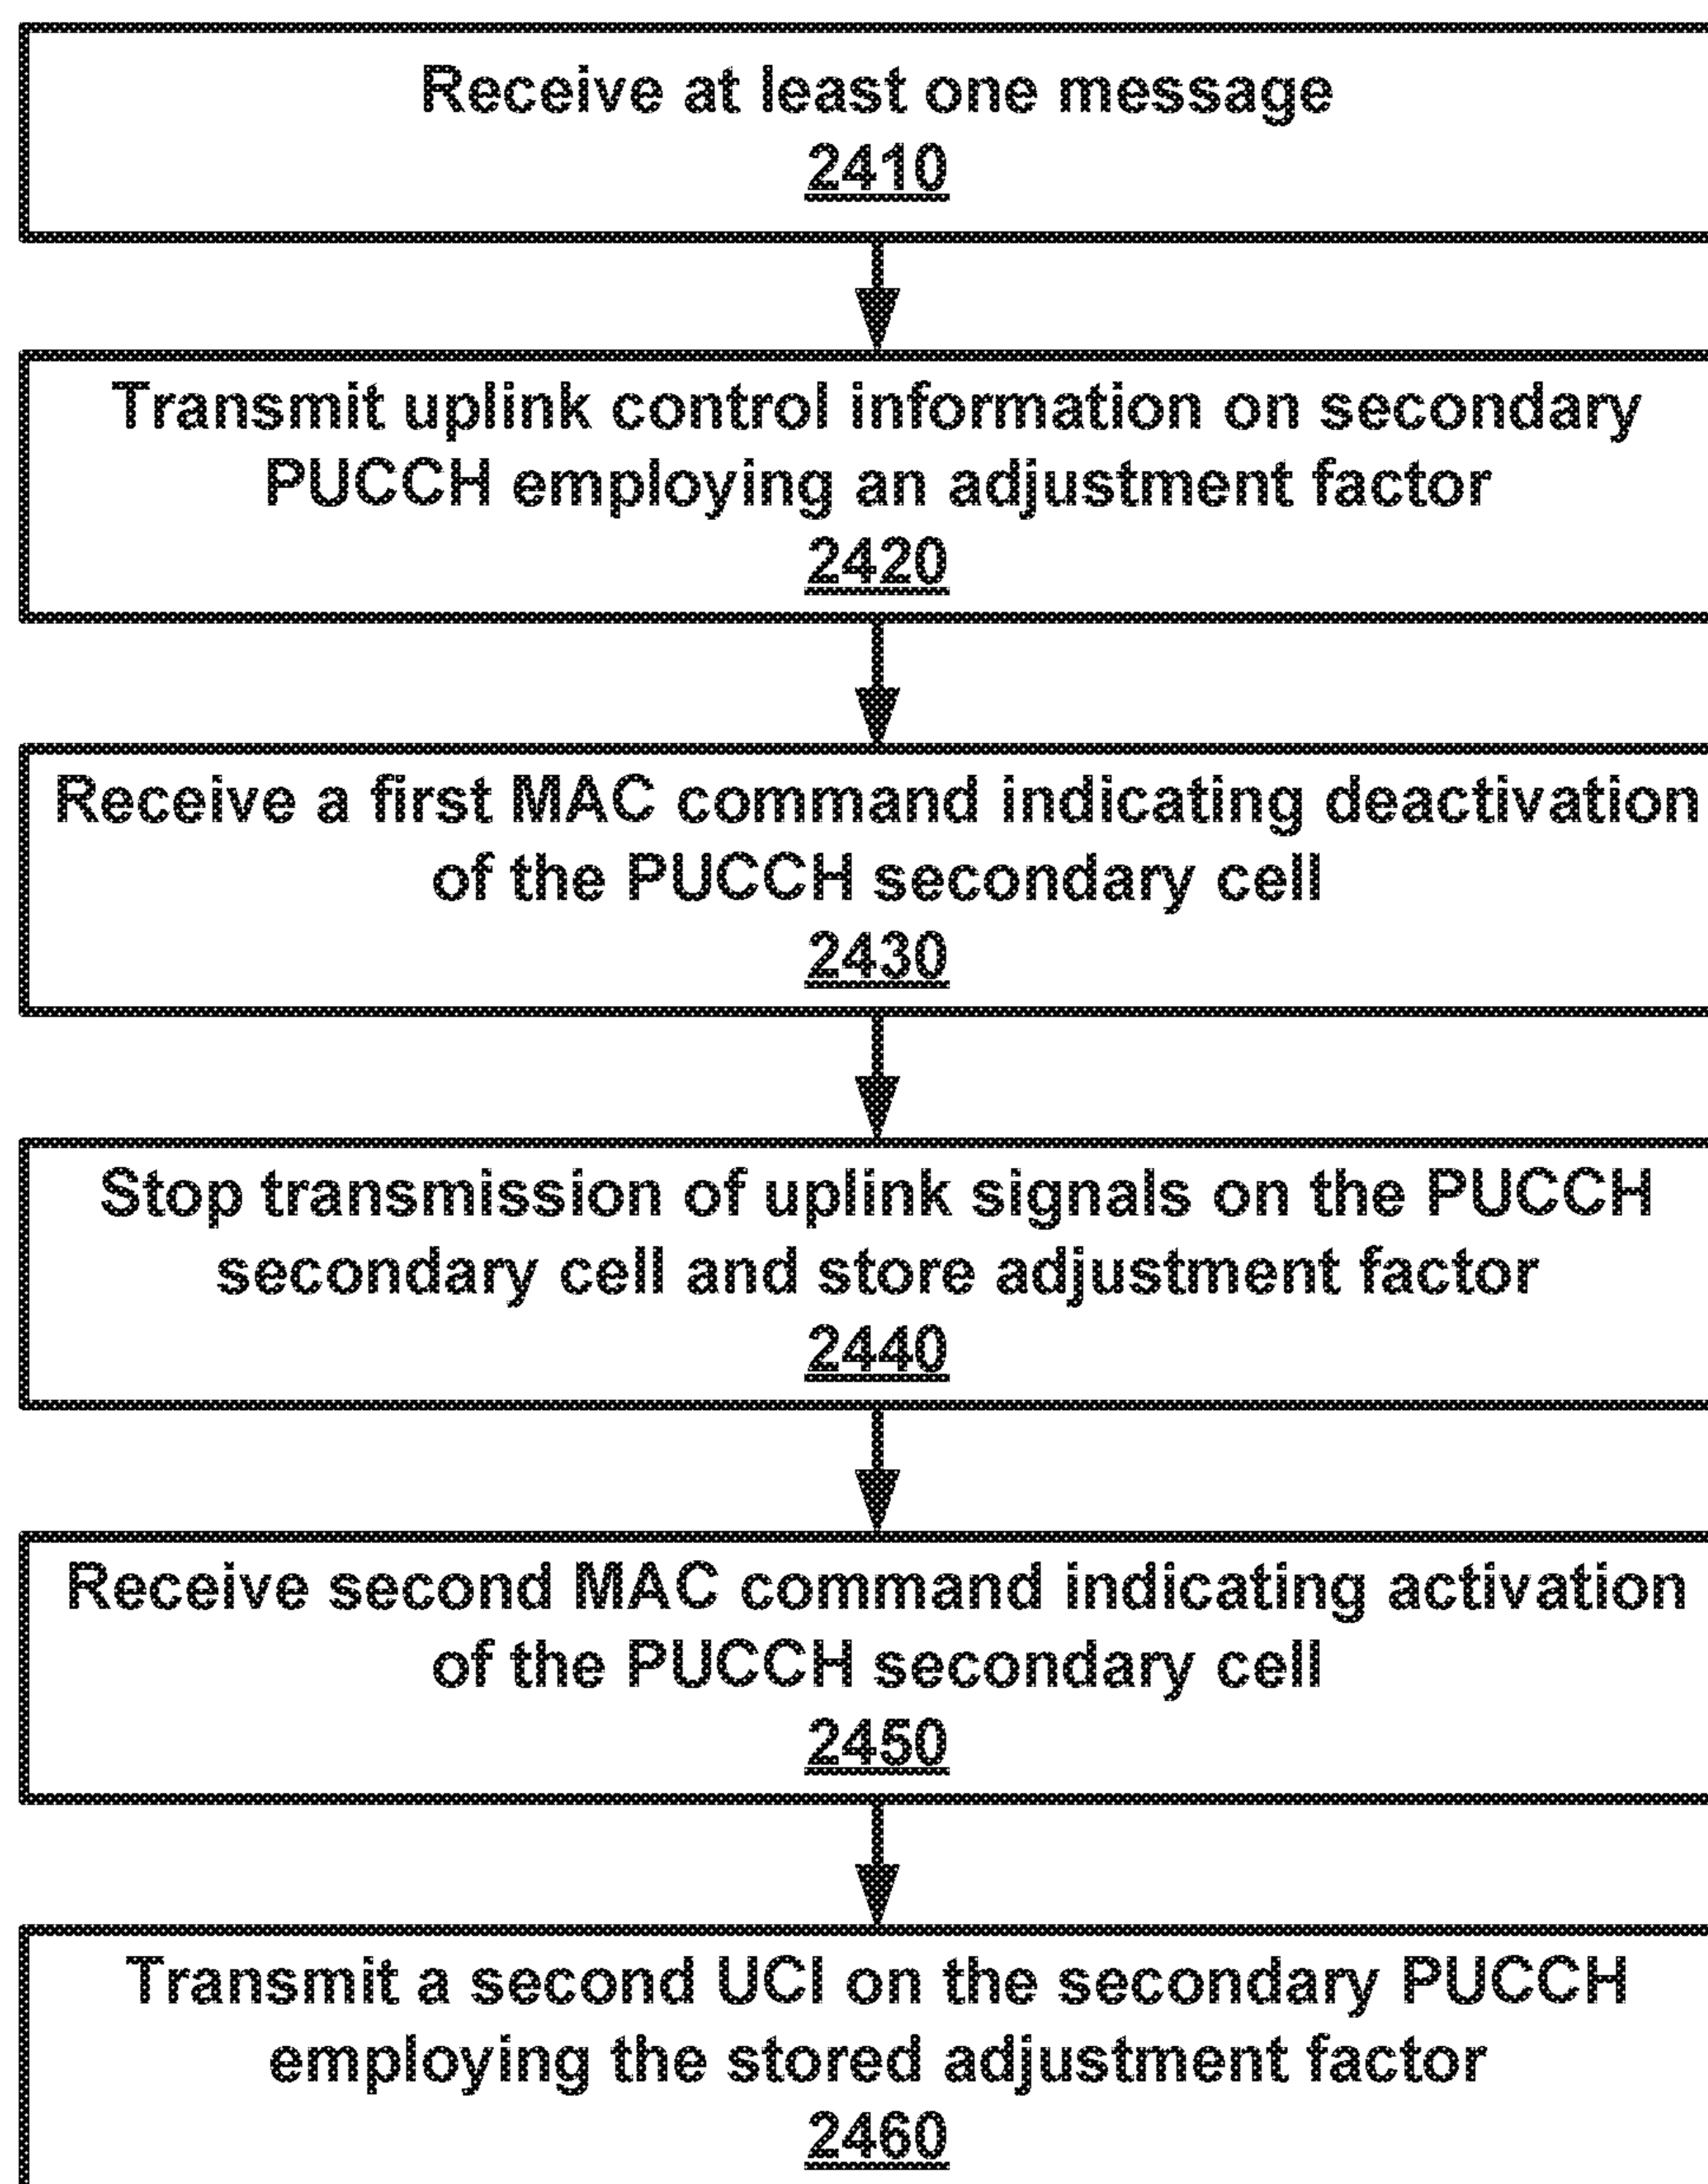 Receive at least one message
2410
Transmit uplink control information on secondary
PUCCH employing an adjustment factor
2420
Receive a first MAC command indicating deactivation
of the PUCCH secondary cell
2430
Stop transmission of uplink signals on the PUCCH
secondary cell and store adjustment factor
2440
Receive second MAC command indicating activation
of the PUCCH secondary cell
2450
Transmit a second UCI on the secondary PUCCH
employing the stored adjustment factor
2460